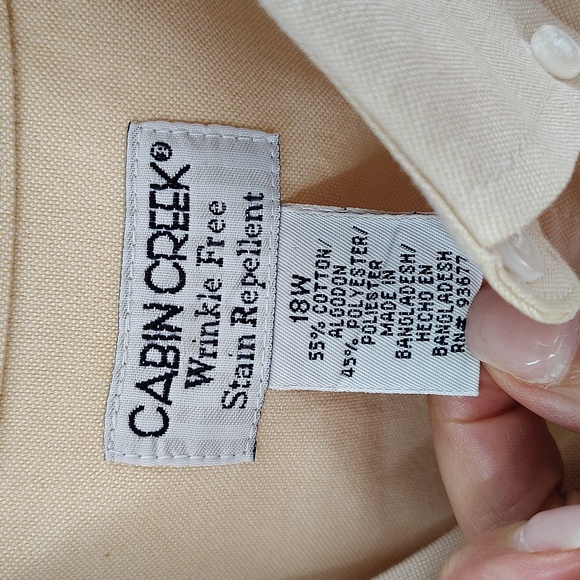 CABIN CREEK®
Wrinkle Free
Stain Repellent
18W
55% COTTON/
ALGODON
45% POLYESTER/
POLIESTER
MADE IN
BANGLADESH/
HECHO EN
BANGLADESH
RN# 93677